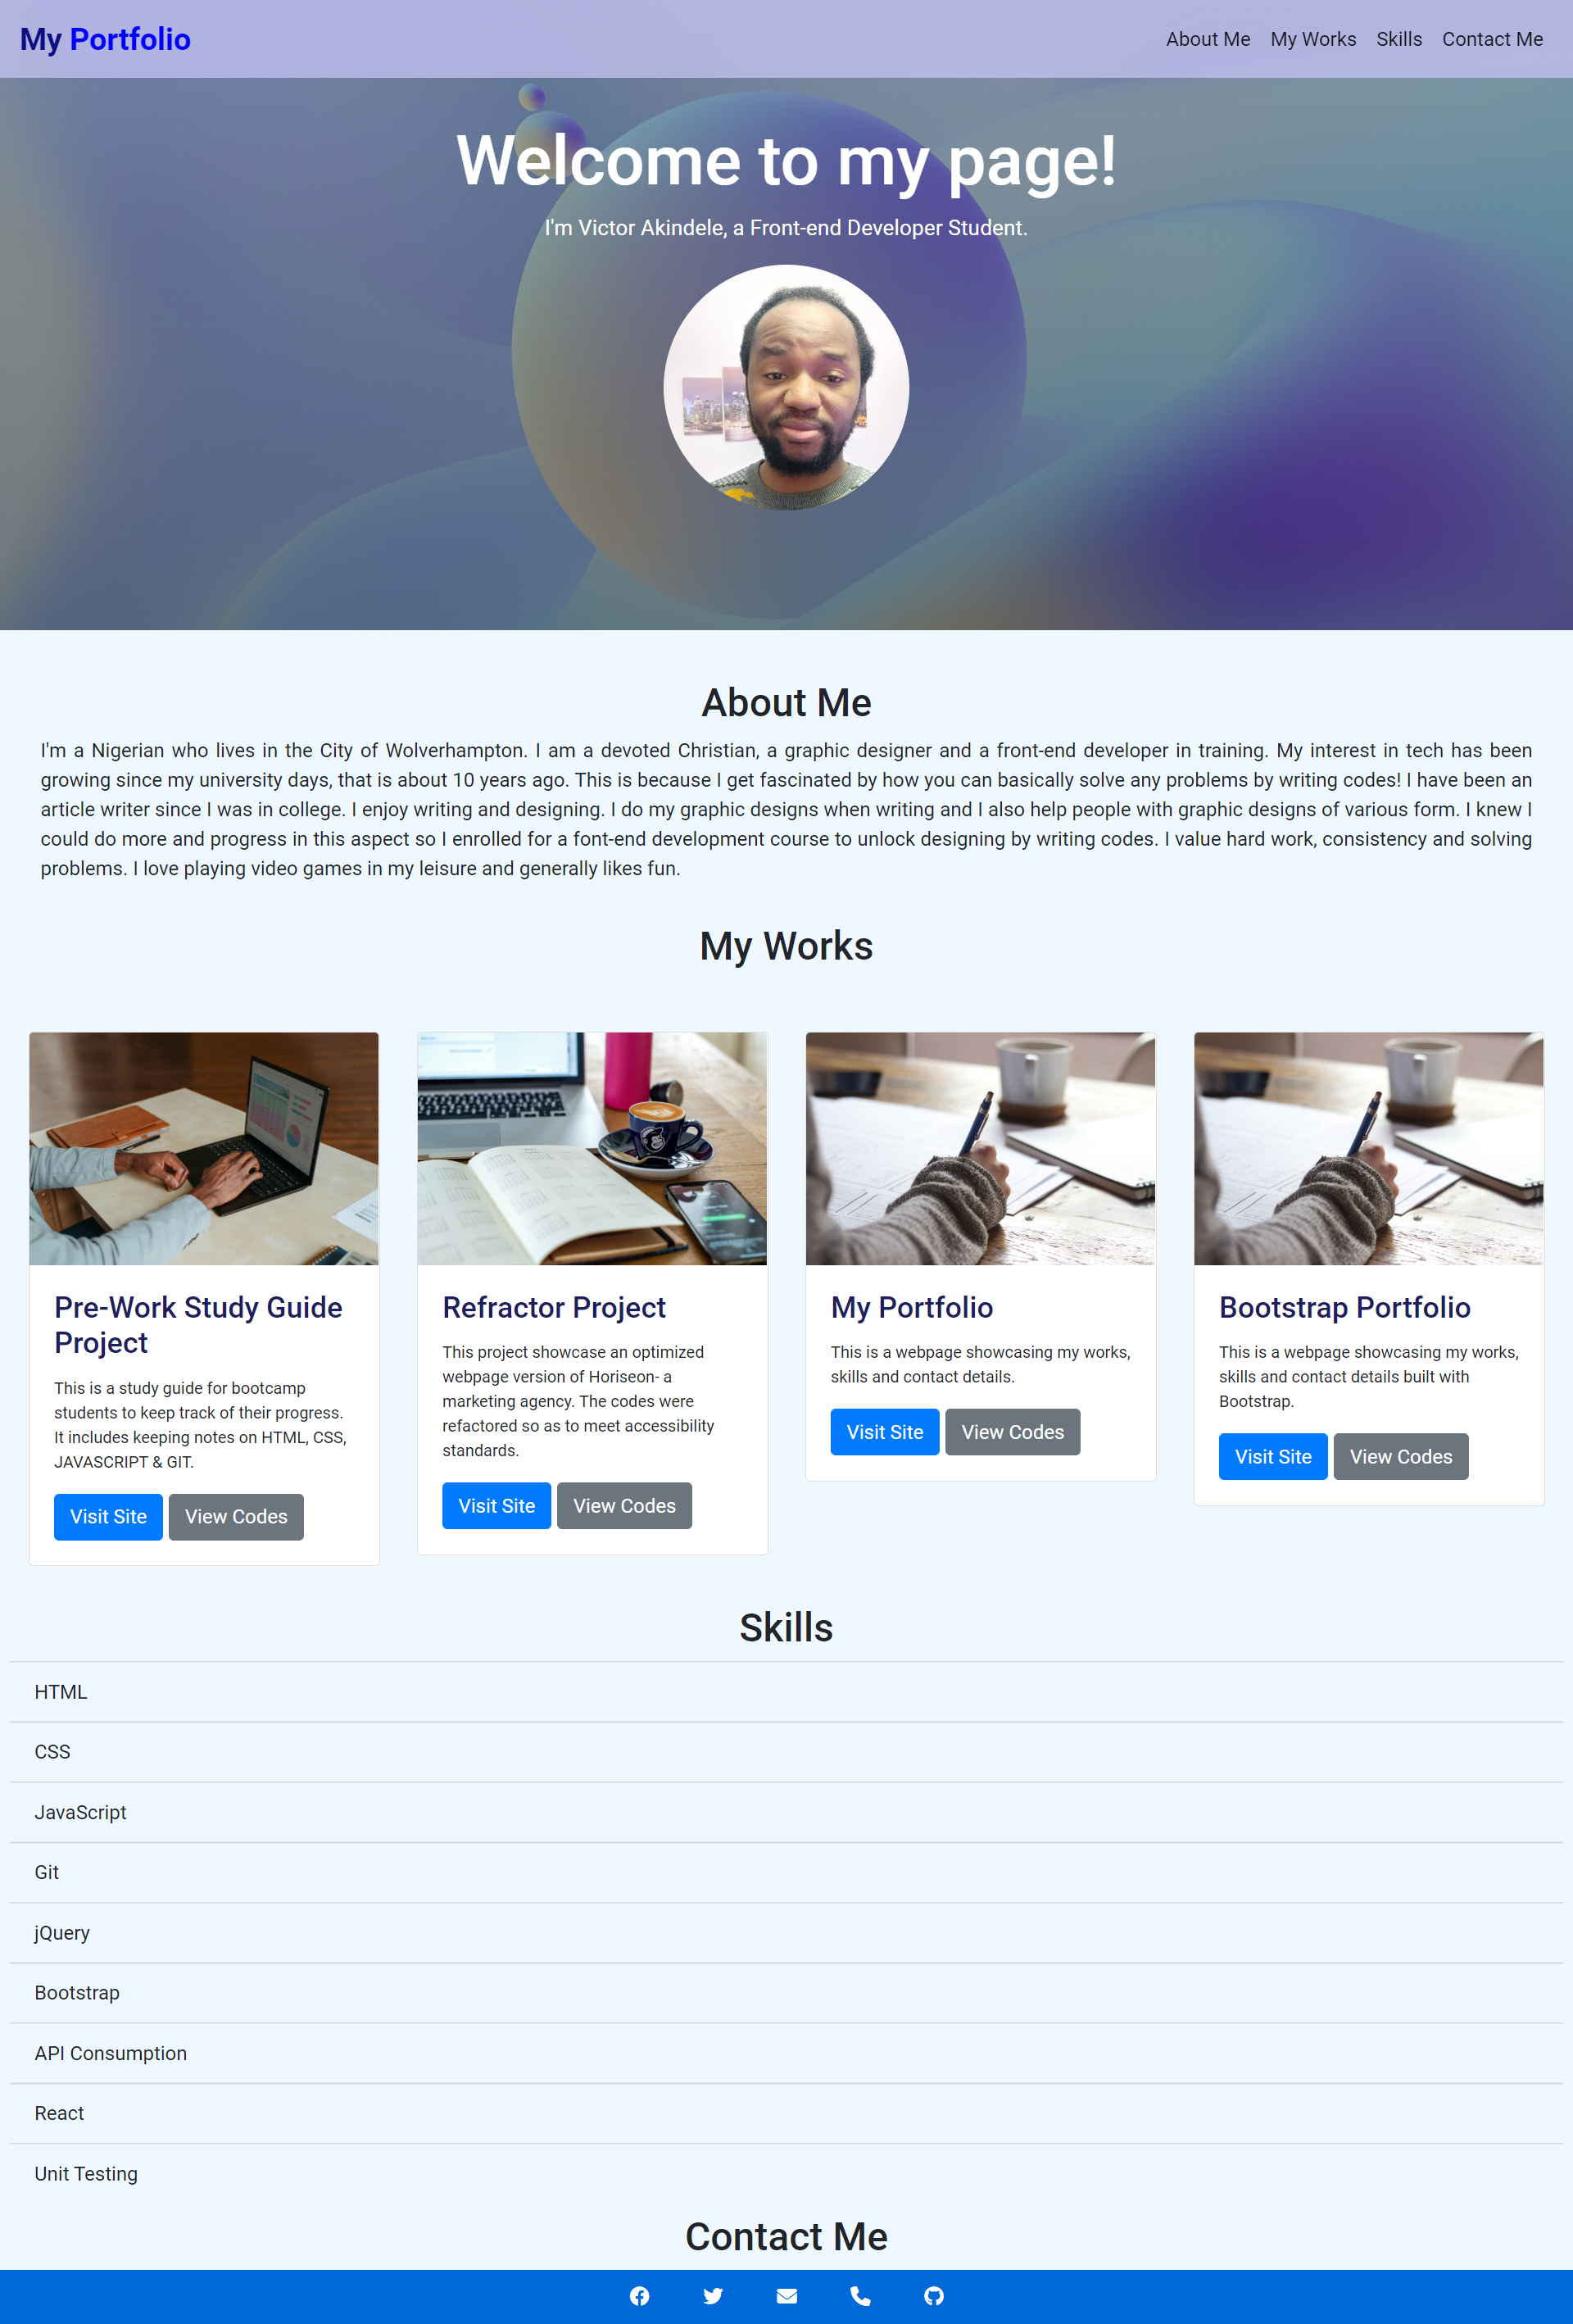 My Portfolio
About Me My Works Skills Contact Me
Welcome to my page!
I'm Victor Akindele, a Front-end Developer Student.
About Me
I'm a Nigerian who lives in the City of Wolverhampton. I am a devoted Christian, a graphic designer and a front-end developer in training. My interest in tech has been
growing since my university days, that is about 10 years ago. This is because I get fascinated by how you can basically solve any problems by writing codes! I have been an
article writer since I was in college. I enjoy writing and designing. I do my graphic designs when writing and I also help people with graphic designs of various form. I knew I
could do more and progress in this aspect so I enrolled for a font-end development course to unlock designing by writing codes. I value hard work, consistency and solving
problems. I love playing video games in my leisure and generally likes fun.
My Works
Pre-Work Study Guide
Project
This is a study guide for bootcamp
students to keep track of their progress.
It includes keeping notes on HTML, CSS,
JAVASCRIPT & GIT.
Visit Site View Codes
Refractor Project
This project showcase an optimized
webpage version of Horiseon- a
marketing agency. The codes were
refactored so as to meet accessibility
standards.
Visit Site View Codes
My Portfolio
This is a webpage showcasing my works,
skills and contact details.
Visit Site View Codes
Bootstrap Portfolio
This is a webpage showcasing my works,
skills and contact details built with
Bootstrap.
Visit Site View Codes
Skills
HTML
CSS
JavaScript
Git
jQuery
Bootstrap
API Consumption
React
Unit Testing
Contact Me